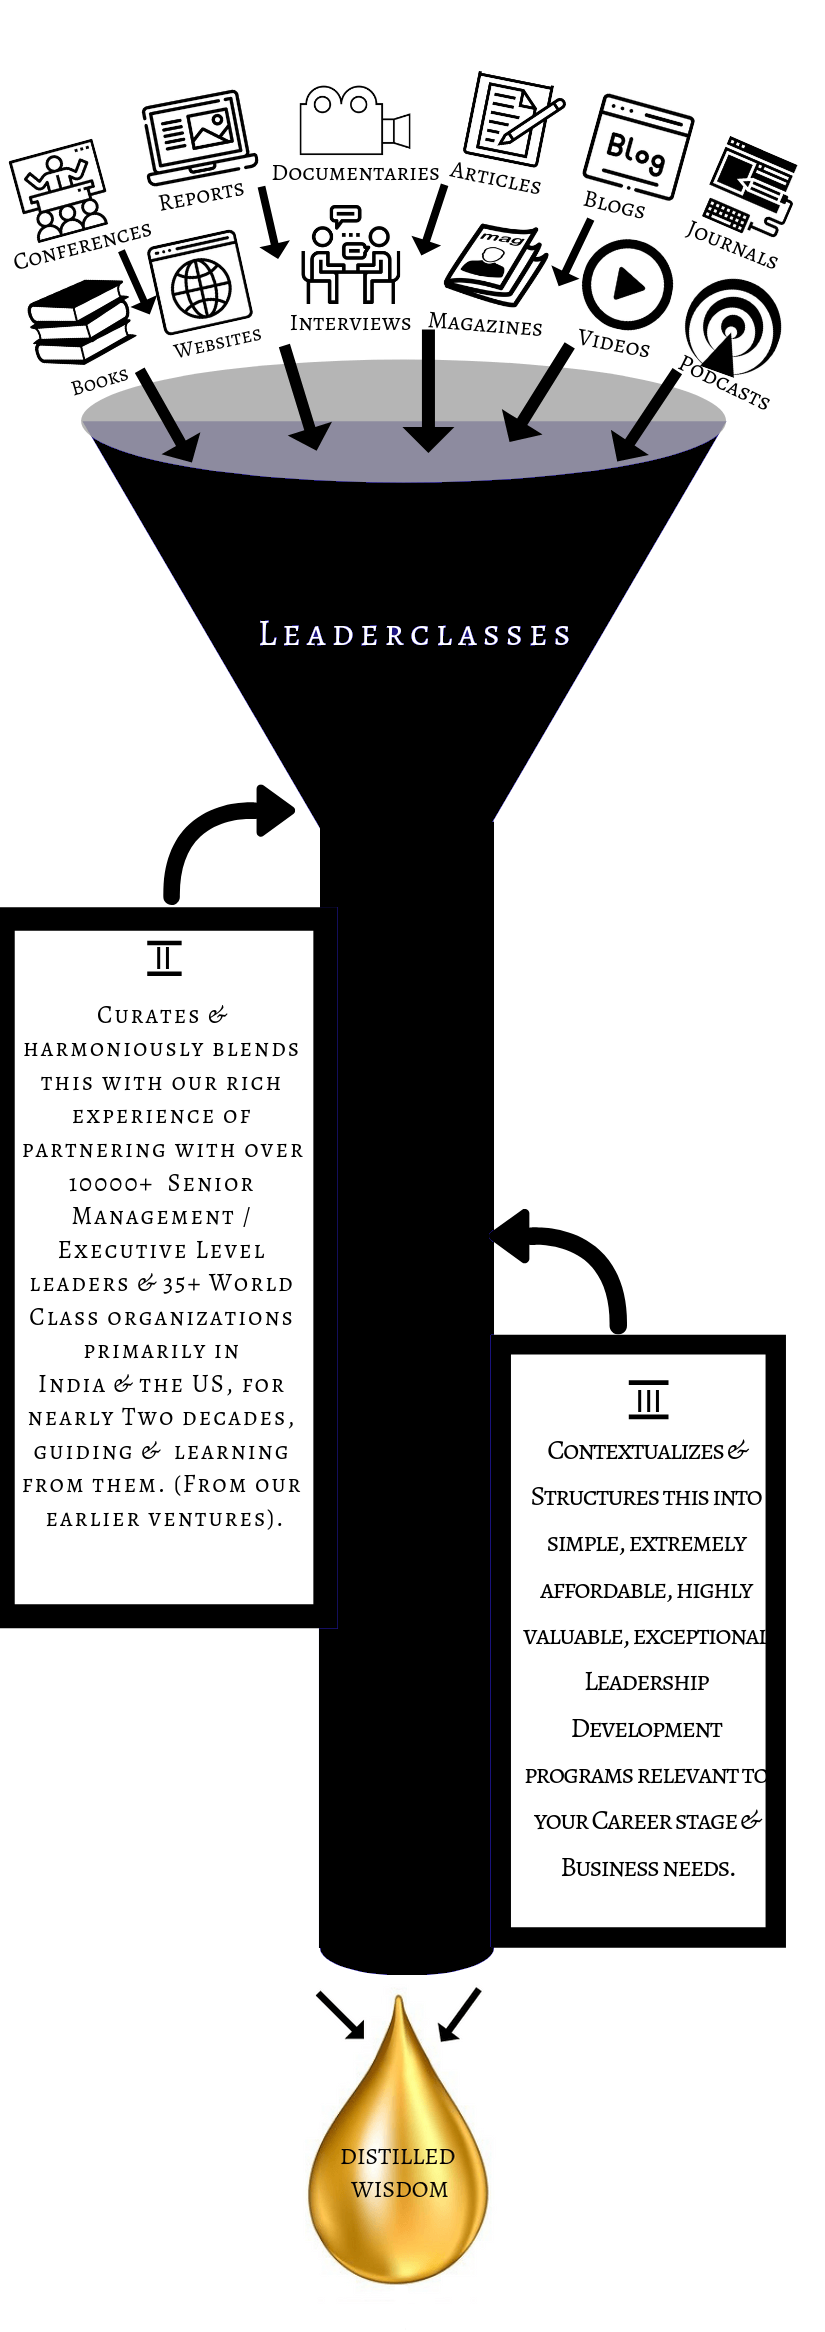 Conferences
Reports
Documentaries
Articles
Blog
Blogs
Journals
Books
Websites
Interviews
mag
Magazines
Videos
Podcasts
Leaderclasses
II
Curates &
harmoniously blends
this with our rich
experience of
partnering with over
10000+ Senior
Management /
Executive Level
leaders & 35+ World
Class organizations
primarily in
India & the US, for
nearly Two decades,
guiding & learning
from them. (From our
earlier ventures).
III
Contextualizes &
Structures this into
simple, extremely
affordable, highly
valuable, exceptional
Leadership
Development
programs relevant to
your Career stage &
Business needs.
DISTILLED
WISDOM